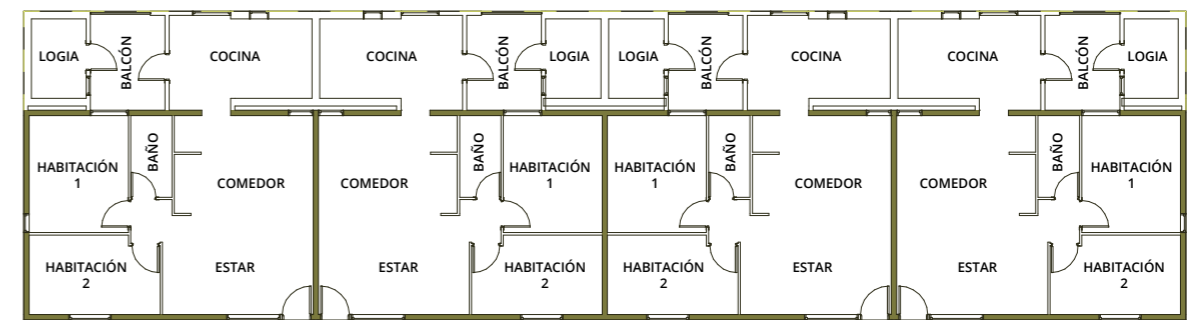 LOGIA BALCÓN COCINA COCINA BALCÓN LOGIA LOGIA BALCÓN COCINA COCINA BALCÓN LOGIA
HABITACIÓN BAÑO COMEDOR COMEDOR BAÑO HABITACIÓN HABITACIÓN BAÑO COMEDOR COMEDOR BAÑO HABITACIÓN
1 1 1 1
HABITACIÓN ESTAR ESTAR HABITACIÓN HABITACIÓN ESTAR ESTAR HABITACIÓN
2 2 2 2